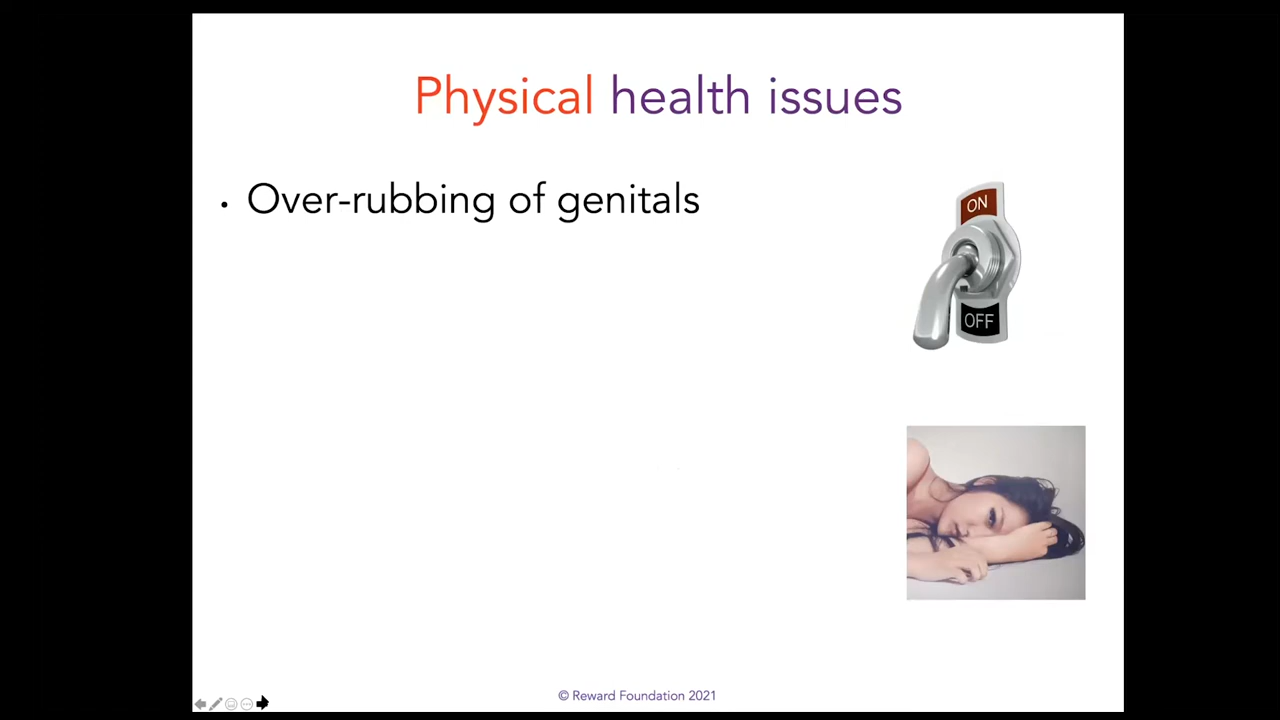 Physical health issues
• Over-rubbing of genitals
ON
OFF
© Reward Foundation 2021